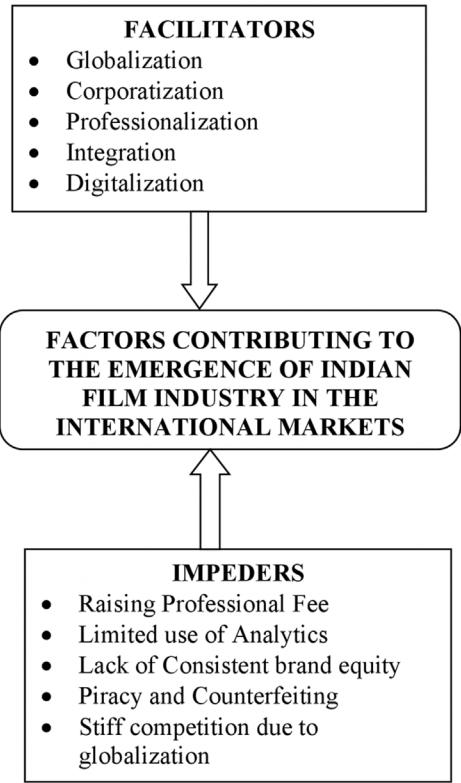 FACILITATORS
• Globalization
• Corporatization
• Professionalization
• Integration
• Digitalization
FACTORS CONTRIBUTING TO
THE EMERGENCE OF INDIAN
FILM INDUSTRY IN THE
INTERNATIONAL MARKETS
IMPEDERS
• Raising Professional Fee
• Limited use of Analytics
• Lack of Consistent brand equity
• Piracy and Counterfeiting
• Stiff competition due to
globalization